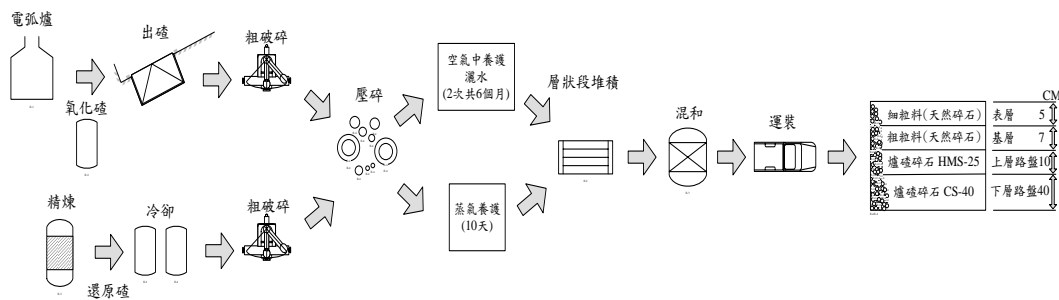 電弧爐
出碴
粗破碎
氧化碴
壓碎
空氣中養護
灑水
(2次共6個月)
層狀段堆積
混和
運裝
精煉
冷卻
粗破碎
還原碴
蒸氣養護
(10天)
CM
細粒料(天然碎石) 表層 5
粗粒料(天然碎石) 基層 7
爐碴碎石 HMS-25 上層路盤10
爐碴碎石 CS-40 下層路盤40